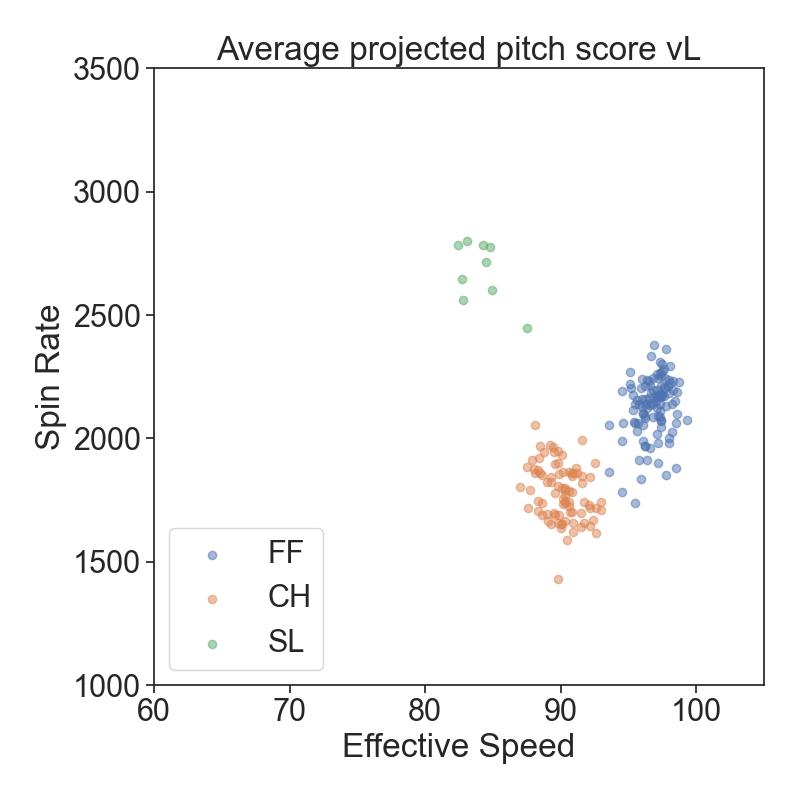 Average projected pitch score vL
3500
3000
2500
2000
1500
1000
Spin Rate
FF
CH
SL
60 70 80 90 100
Effective Speed